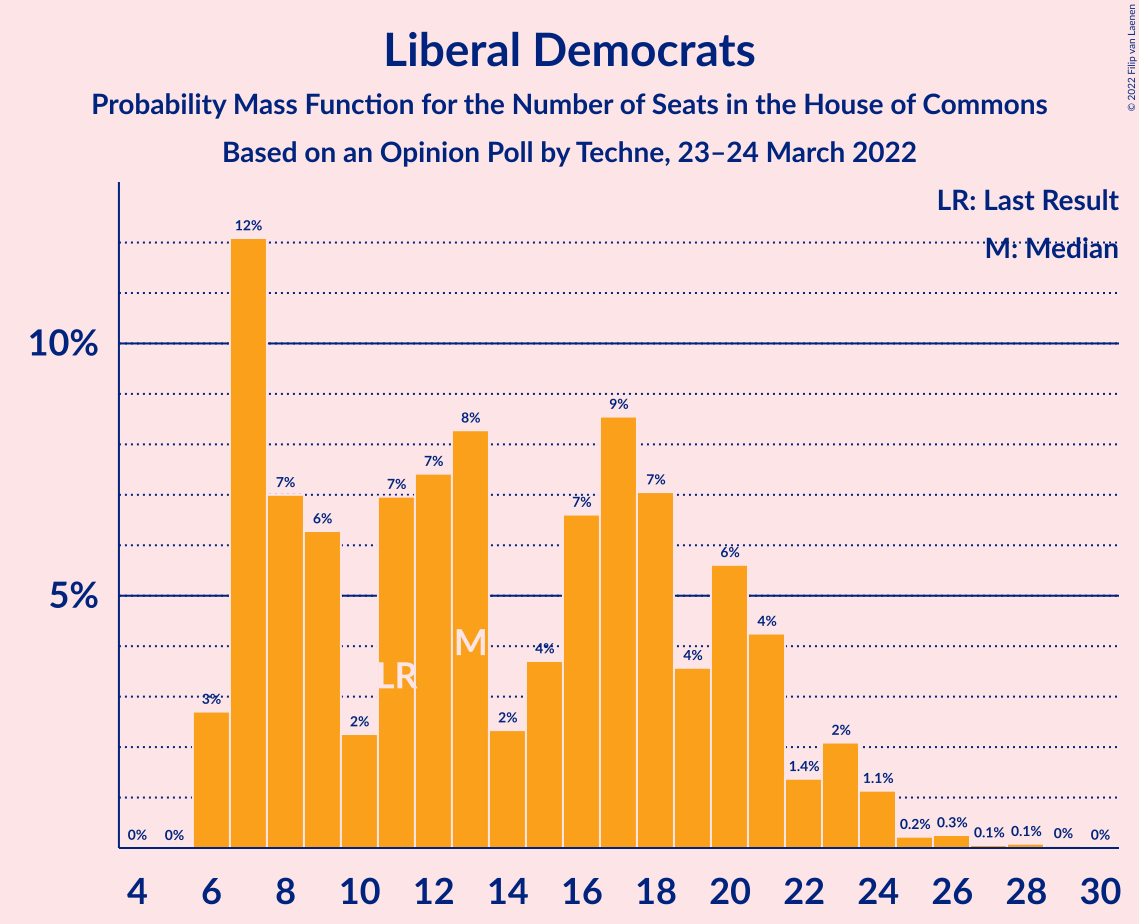 © 2022 Filip van Laenen
Liberal Democrats
Probability Mass Function for the Number of Seats in the House of Commons
Based on an Opinion Poll by Techne, 23–24 March 2022
LR: Last Result
M: Median
10%
5%
0% 0% 3% 12% 7% 6% 2% 7% 7% 8% 2% 4% 7% 9% 7% 4% 6% 4% 1.4% 2% 1.1% 0.2% 0.3% 0.1% 0.1% 0% 0%
LR M
4 6 8 10 12 14 16 18 20 22 24 26 28 30